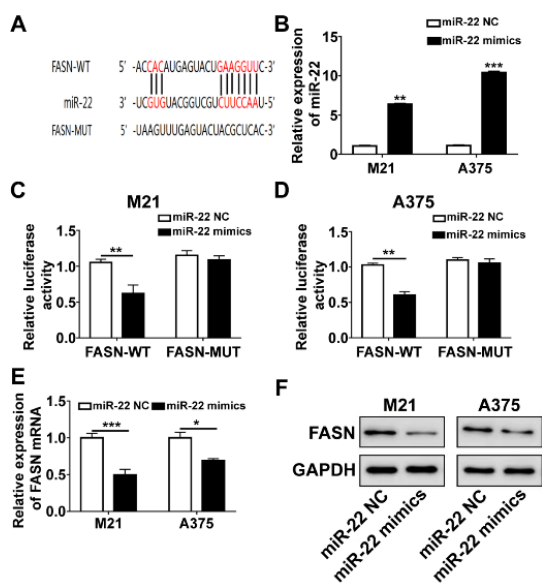 A
FASN-WT 5' -ACCACAUGAGUACUGAAGGUUC-3'
miR-22 3' -UCGUGUACGGUCGUCUUCCAAU-5'
FASN-MUT 5' -UAAGUUUGAGUACUACGCUCAC-3'
B
miR-22 NC
miR-22 mimics
Relative expression
of miR-22
15
10
5
0
**
***
M21
A375
C
M21
miR-22 NC
miR-22 mimics
Relative luciferase
activity
1.5
1.0
0.5
0.0
**
FASN-WT
FASN-MUT
D
A375
miR-22 NC
miR-22 mimics
Relative luciferase
activity
1.5
1.0
0.5
0.0
**
FASN-WT
FASN-MUT
E
miR-22 NC
miR-22 mimics
Relative expression
of FASN mRNA
1.5
1.0
0.5
0.0
***
*
M21
A375
F
M21
A375
FASN
GAPDH
miR-22 NC
miR-22 mimics
miR-22 NC
miR-22 mimics